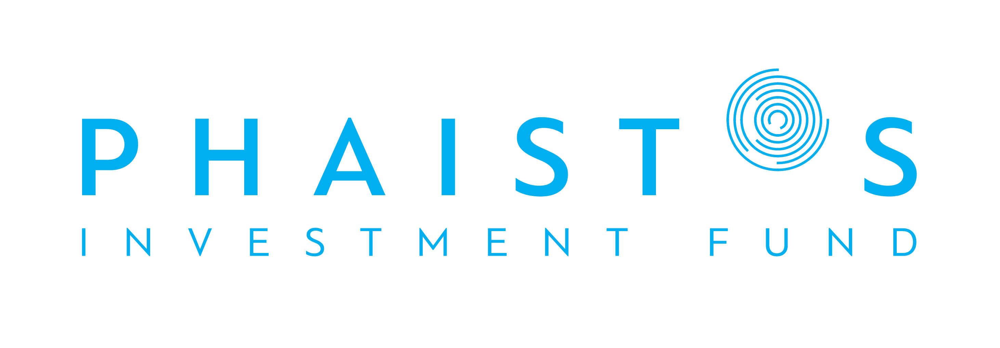 PHAISTOS
INVESTMENT FUND